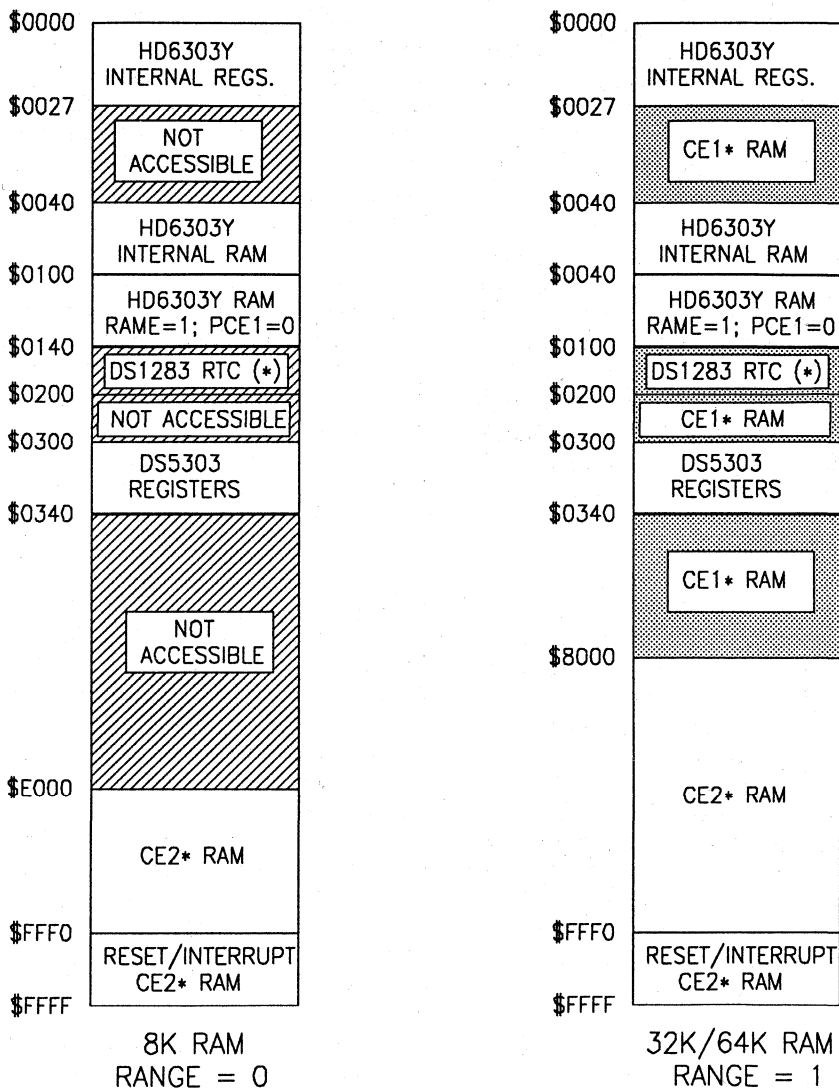 $0000
HD6303Y
INTERNAL REGS.
$0027
NOT
ACCESSIBLE
$0040
HD6303Y
INTERNAL RAM
$0100
HD6303Y RAM
RAME=1; PCE1=0
$0140
DS1283 RTC (*)
$0200
NOT ACCESSIBLE
$0300
DS5303
REGISTERS
$0340
NOT
ACCESSIBLE
$E000
CE2* RAM
$FFF0
RESET/INTERRUPT
CE2* RAM
$FFFF
8K RAM
RANGE = 0
$0000
HD6303Y
INTERNAL REGS.
$0027
CE1* RAM
$0040
HD6303Y
INTERNAL RAM
$0040
HD6303Y RAM
RAME=1; PCE1=0
$0100
DS1283 RTC (*)
$0200
CE1* RAM
$0300
DS5303
REGISTERS
$0340
CE1* RAM
$8000
CE2* RAM
$FFF0
RESET/INTERRUPT
CE2* RAM
$FFFF
32K/64K RAM
RANGE = 1